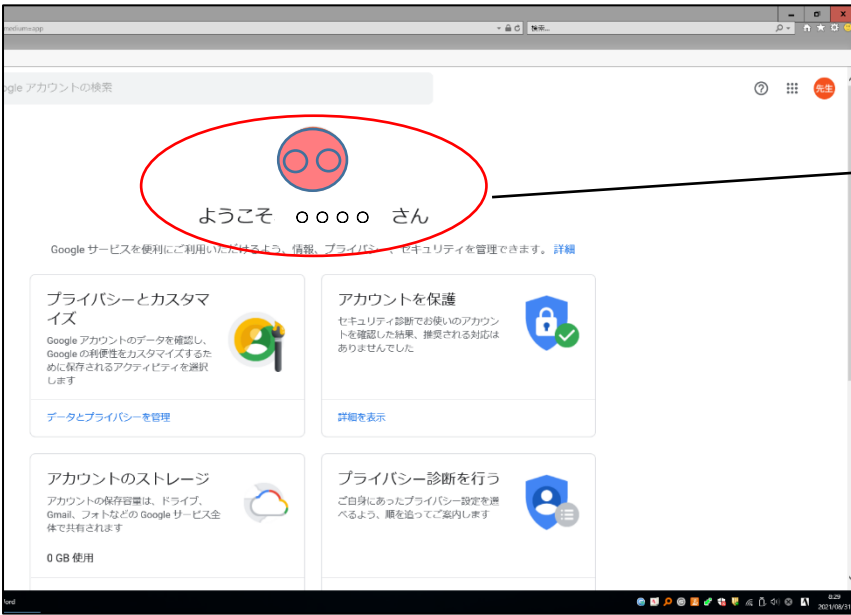 mediumeapp
検索...
ogle アカウントの検索
先生
ようこそ ○○○○ さん
Google サービスを便利にご利用いただけるよう、情報、プライバシー、セキュリティを管理できます。 詳細
プライバシーとカスタマ
イズ
Google アカウントのデータを確認し、
Google の利便性をカスタマイズするた
めに保存されるアクティビティを選択
します
データとプライバシーを管理
アカウントを保護
セキュリティ診断でお使いのアカウン
トを確認した結果、推奨される対応は
ありませんでした
詳細を表示
アカウントのストレージ
アカウントの保存容量は、ドライブ、
Gmail、フォトなどの Google サービス全
体で共有されます
0 GB 使用
プライバシー診断を行う
ご自身にあったプライバシー設定を選
べるよう、順を追ってご案内します
8:29
2021/08/31